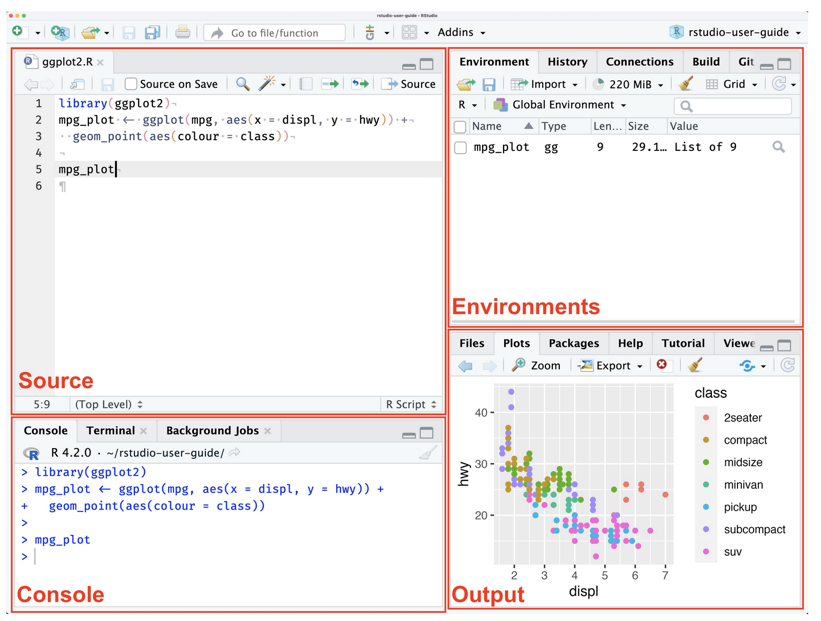 rstudio-user-guide - RStudio
Go to file/function
Addins
rstudio-user-guide
ggplot2.R
Source on Save
Source
1 library(ggplot2)¬
2 mpg_plot·<-·ggplot(mpg,·aes(x·=·displ,·y·=·hwy))·+¬
3 ··geom_point(aes(colour·=·class))¬
4 ¬
5 mpg_plot¬
6 ¶
Source
5:9 (Top Level) R Script
Console Terminal Background Jobs
R 4.2.0 · ~/rstudio-user-guide/
> library(ggplot2)
> mpg_plot <- ggplot(mpg, aes(x = displ, y = hwy)) +
+   geom_point(aes(colour = class))
>
> mpg_plot
>
Console
Environment History Connections Build Git
Import 220 MiB Grid
R Global Environment
Name Type Len... Size Value
mpg_plot gg 9 29.1… List of 9
Environments
Files Plots Packages Help Tutorial Viewe
Zoom Export
40
30
20
hwy
2 3 4 5 6 7
displ
class
2seater
compact
midsize
minivan
pickup
subcompact
suv
Output